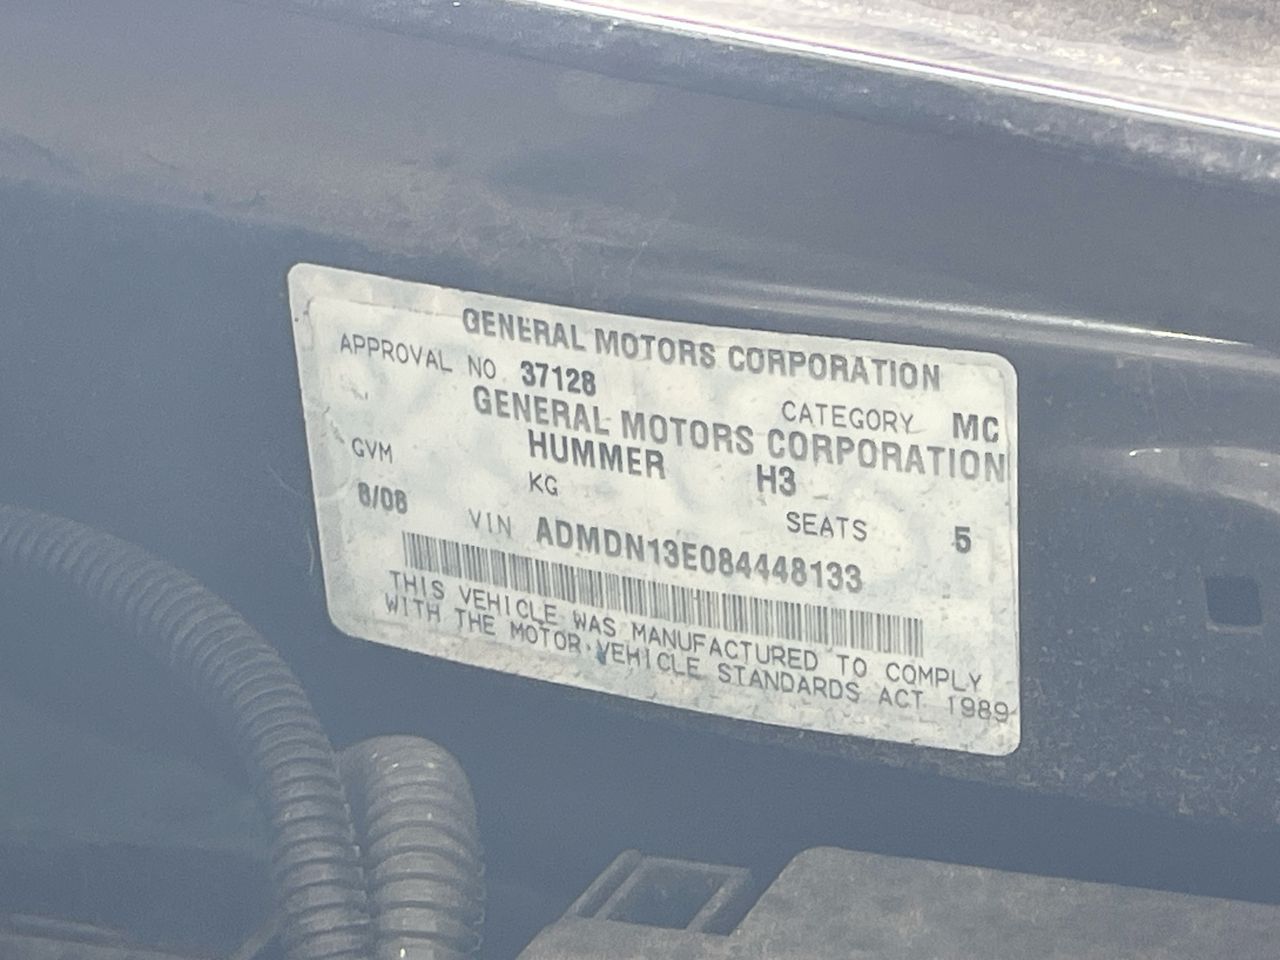 GENERAL MOTORS CORPORATION
APPROVAL NO 37128 CATEGORY MC
GENERAL MOTORS CORPORATION
HUMMER H3
GVM KG SEATS 5
8/08 VIN ADMDN13E084448133
THIS VEHICLE WAS MANUFACTURED TO COMPLY
WITH THE MOTOR VEHICLE STANDARDS ACT 1989